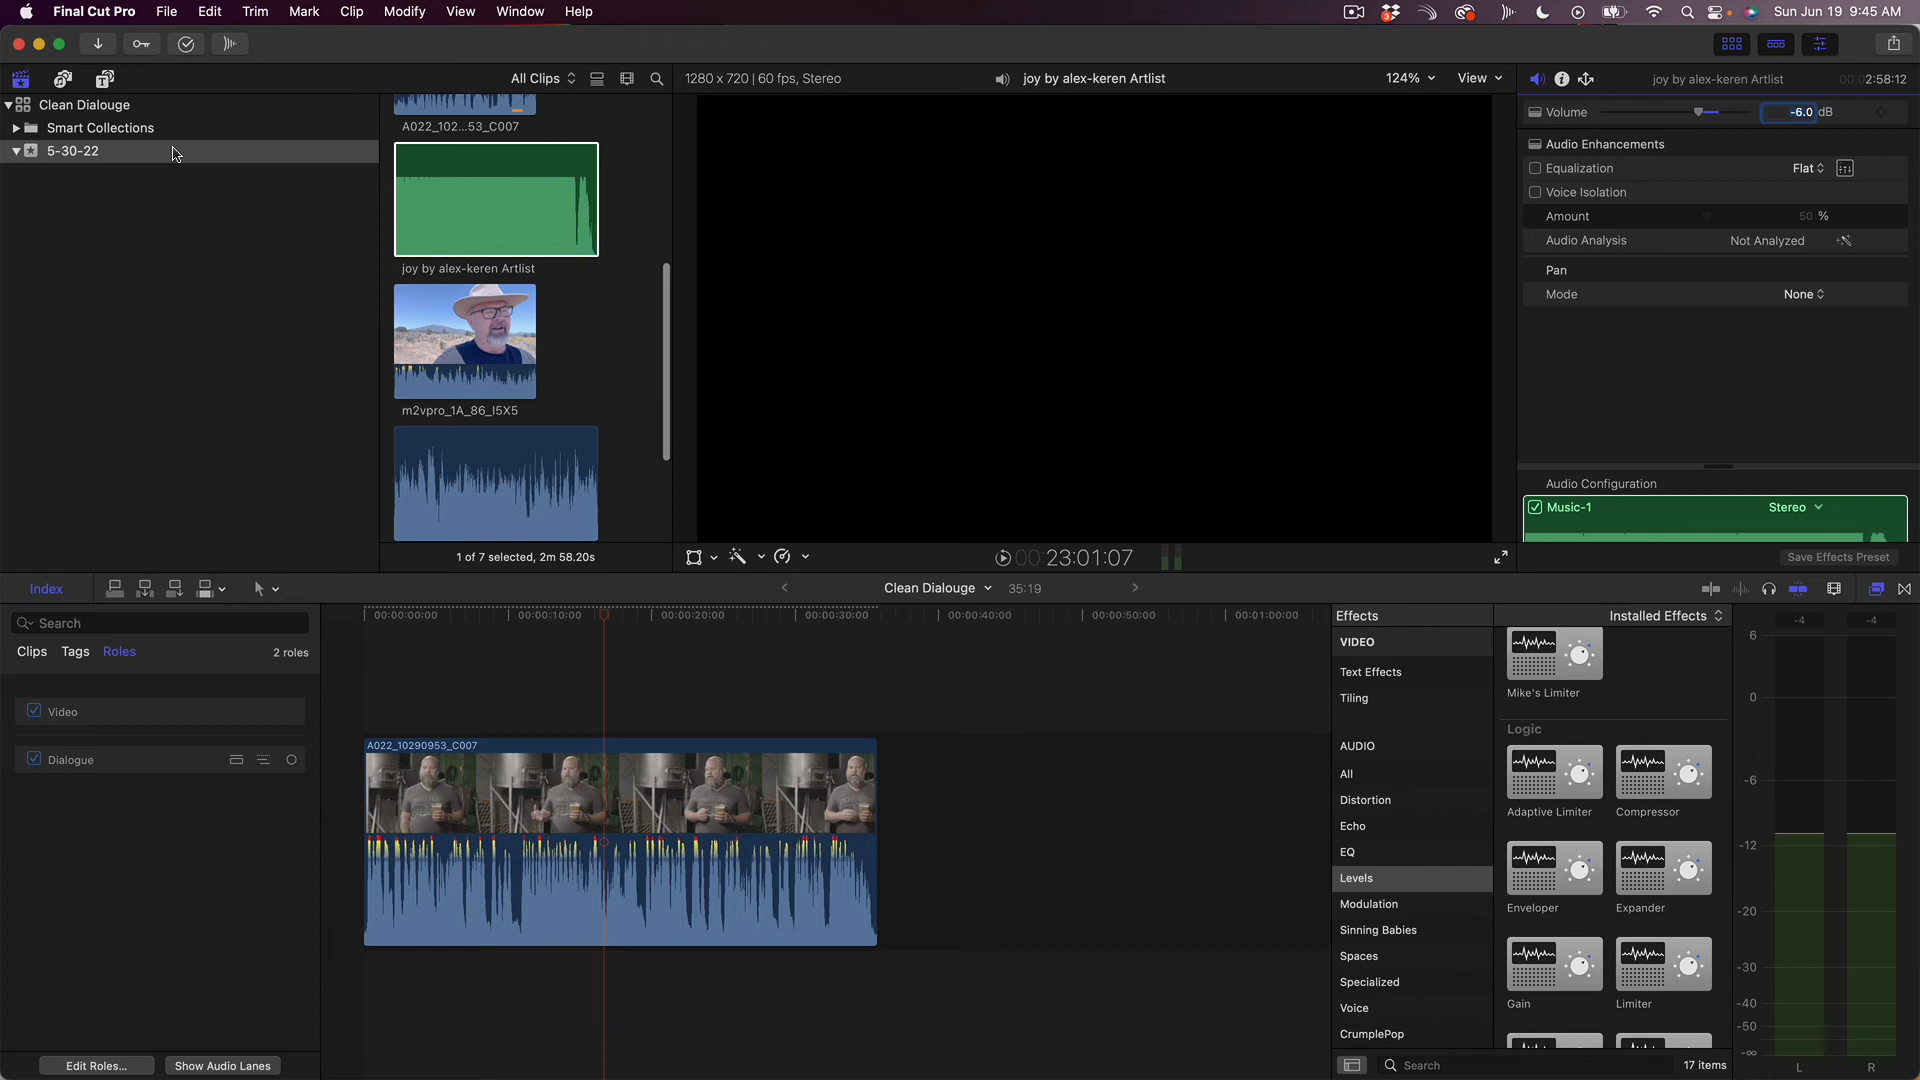 Final Cut Pro File Edit Trim Mark Clip Modify View Window Help
3
Sun Jun 19 9:45 AM
All Clips
1280 x 720 | 60 fps, Stereo
joy by alex-keren Artlist
124%
View
joy by alex-keren Artlist
00:02:58:12
Clean Dialouge
Smart Collections
5-30-22
A022_102...53_C007
joy by alex-keren Artlist
m2vpro_1A_86_I5X5
1 of 7 selected, 2m 58.20s
Volume
-6.0 dB
Audio Enhancements
Equalization
Flat
Voice Isolation
Amount
50 %
Audio Analysis
Not Analyzed
Pan
Mode
None
Audio Configuration
Music-1
Stereo
Save Effects Preset
00:23:01:07
Index
Clean Dialouge
35:19
Search
Clips Tags Roles
2 roles
Video
Dialogue
Edit Roles...
Show Audio Lanes
00:00:00:00
00:00:10:00
00:00:20:00
00:00:30:00
00:00:40:00
00:00:50:00
00:01:00:00
A022_10290953_C007
Effects
Installed Effects
VIDEO
Text Effects
Tiling
AUDIO
All
Distortion
Echo
EQ
Levels
Modulation
Sinning Babies
Spaces
Specialized
Voice
CrumplePop
Mike's Limiter
Logic
Adaptive Limiter
Compressor
Enveloper
Expander
Gain
Limiter
Search
17 items
-4
-4
6
0
-6
-12
-20
-30
-40
-50
-∞
L
R